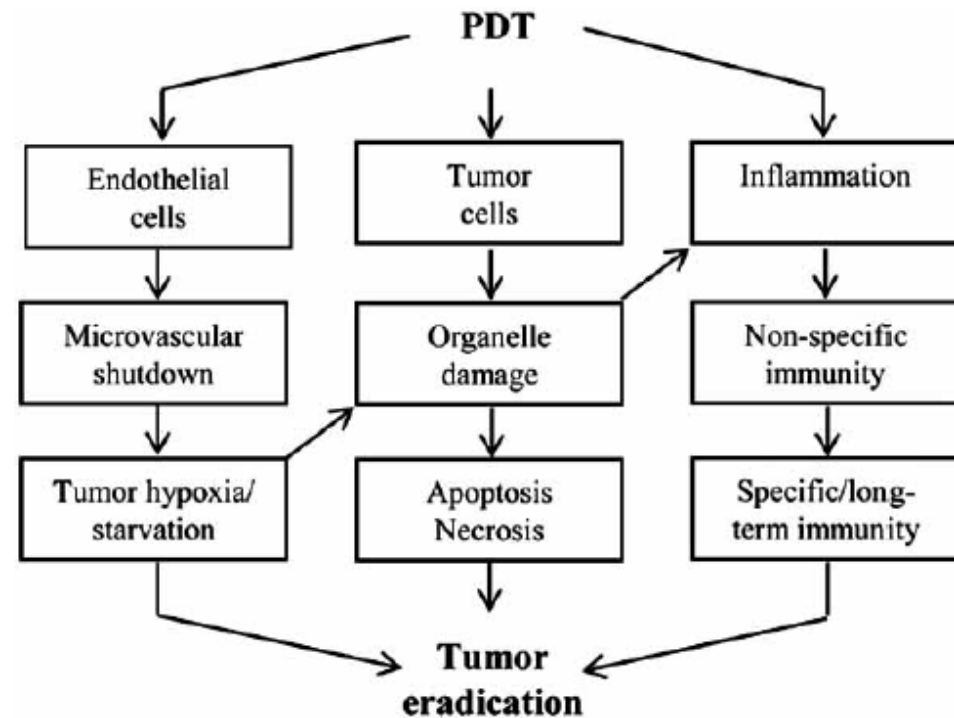 PDT
Endothelial
cells
Tumor
cells
Inflammation
Microvascular
shutdown
Organelle
damage
Non-specific
immunity
Tumor hypoxia/
starvation
Apoptosis
Necrosis
Specific/long-
term immunity
Tumor
eradication